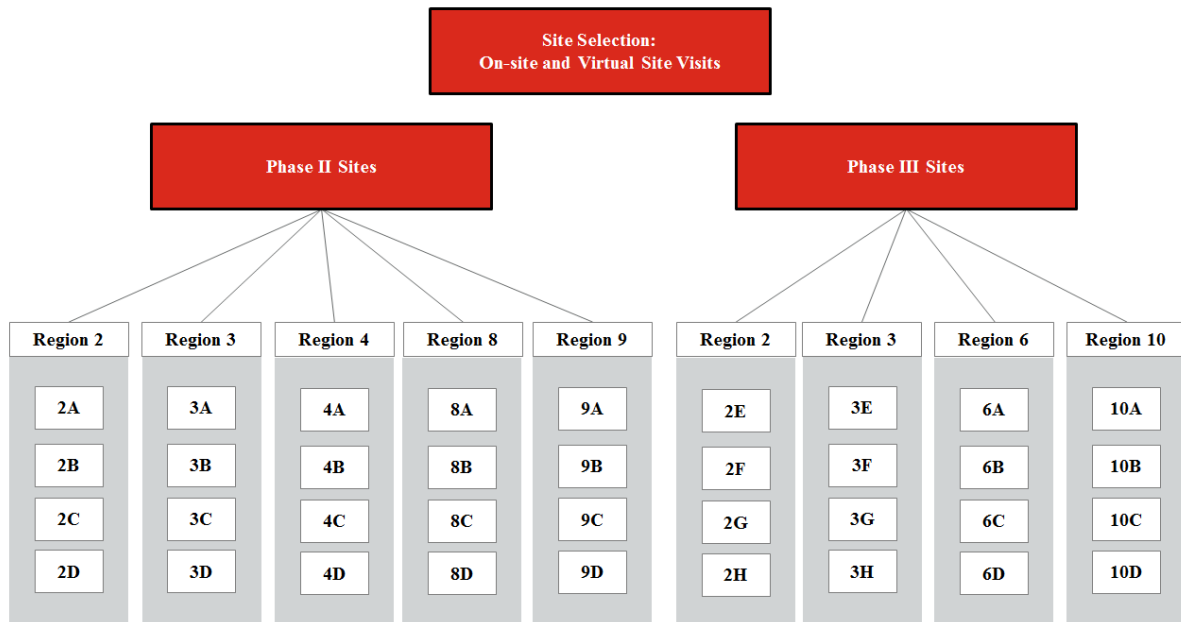 Site Selection:
On-site and Virtual Site Visits
Phase II Sites
Phase III Sites
Region 2
Region 3
Region 4
Region 8
Region 9
Region 2
Region 3
Region 6
Region 10
2A
2B
2C
2D
3A
3B
3C
3D
4A
4B
4C
4D
8A
8B
8C
8D
9A
9B
9C
9D
2E
2F
2G
2H
3E
3F
3G
3H
6A
6B
6C
6D
10A
10B
10C
10D